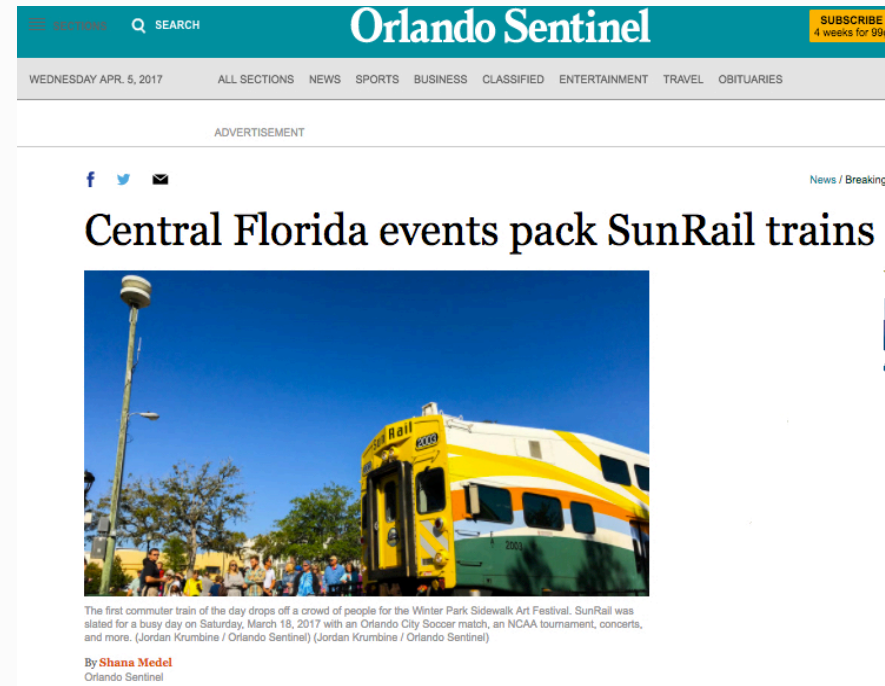 SECTIONS
SEARCH
Orlando Sentinel
SUBSCRIBE
4 weeks for 99
WEDNESDAY APR. 5, 2017
ALL SECTIONS NEWS SPORTS BUSINESS CLASSIFIED ENTERTAINMENT TRAVEL OBITUARIES
ADVERTISEMENT
News / Breaking
Central Florida events pack SunRail trains
Sun Rail
2003
2003
The first commuter train of the day drops off a crowd of people for the Winter Park Sidewalk Art Festival. SunRail was
slated for a busy day on Saturday, March 18, 2017 with an Orlando City Soccer match, an NCAA tournament, concerts,
and more. (Jordan Krumbine / Orlando Sentinel) (Jordan Krumbine / Orlando Sentinel)
By Shana Medel
Orlando Sentinel